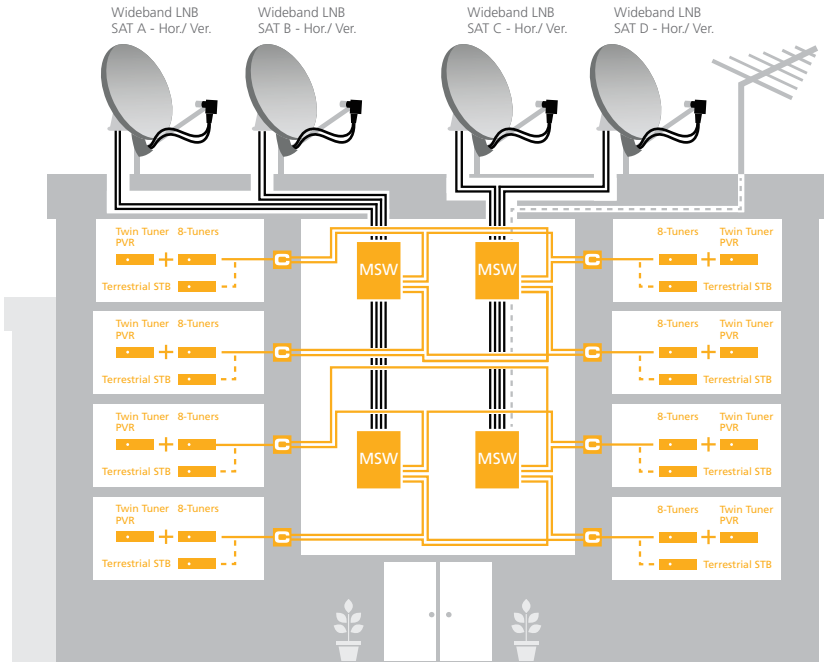 Wideband LNB
SAT A - Hor./ Ver.
Wideband LNB
SAT B - Hor./ Ver.
Wideband LNB
SAT C - Hor./ Ver.
Wideband LNB
SAT D - Hor./ Ver.
Twin Tuner 8-Tuners
PVR
Terrestrial STB
MSW
MSW
8-Tuners Twin Tuner
PVR
Terrestrial STB
Twin Tuner 8-Tuners
PVR
Terrestrial STB
8-Tuners Twin Tuner
PVR
Terrestrial STB
Twin Tuner 8-Tuners
PVR
Terrestrial STB
MSW
MSW
8-Tuners Twin Tuner
PVR
Terrestrial STB
Twin Tuner 8-Tuners
PVR
Terrestrial STB
8-Tuners Twin Tuner
PVR
Terrestrial STB